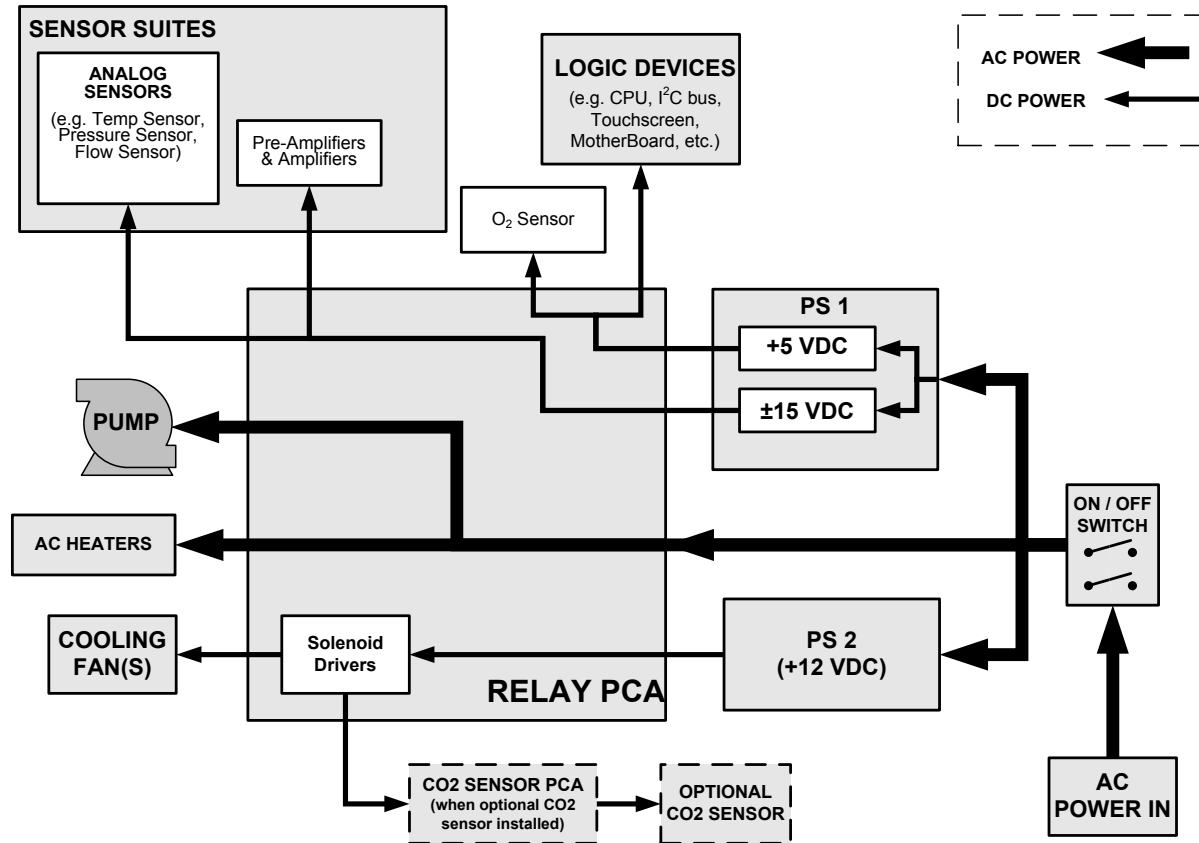 SENSOR SUITES
ANALOG
SENSORS
(e.g. Temp Sensor,
Pressure Sensor,
Flow Sensor)
Pre-Amplifiers
& Amplifiers
LOGIC DEVICES
(e.g. CPU, I²C bus,
Touchscreen,
MotherBoard, etc.)
O₂ Sensor
AC POWER
DC POWER
PS 1
+5 VDC
±15 VDC
PUMP
AC HEATERS
ON / OFF
SWITCH
COOLING
FAN(S)
Solenoid
Drivers
PS 2
(+12 VDC)
RELAY PCA
CO2 SENSOR PCA
(when optional CO2
sensor installed)
OPTIONAL
CO2 SENSOR
AC
POWER IN